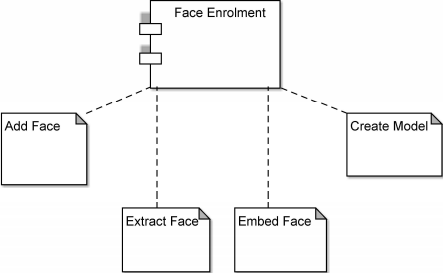 Face Enrolment
Add Face
Create Model
Extract Face
Embed Face